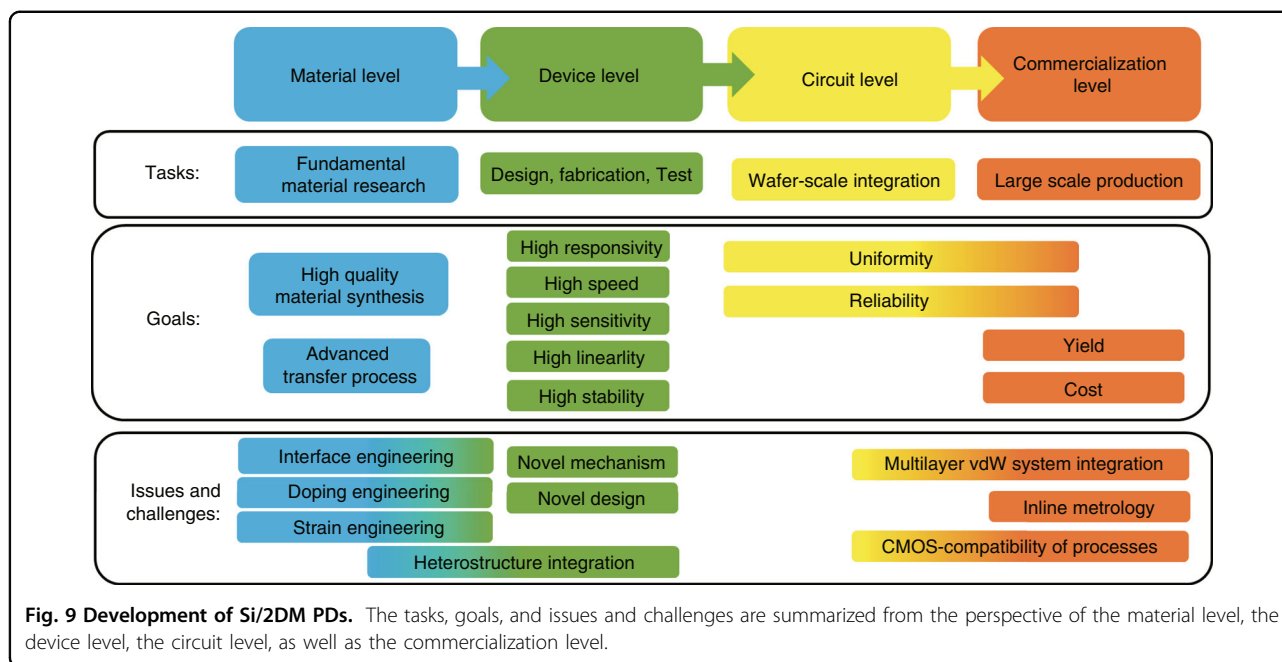 Material level
Device level
Circuit level
Commercialization
level
Tasks:
Fundamental
material research
Design, fabrication, Test
Wafer-scale integration
Large scale production
Goals:
High quality
material synthesis
Advanced
transfer process
High responsivity
High speed
High sensitivity
High linearlity
High stability
Uniformity
Reliability
Yield
Cost
Issues and
challenges:
Interface engineering
Doping engineering
Strain engineering
Heterostructure integration
Novel mechanism
Novel design
Multilayer vdW system integration
Inline metrology
CMOS-compatibility of processes
Fig. 9 Development of Si/2DM PDs. The tasks, goals, and issues and challenges are summarized from the perspective of the material level, the
device level, the circuit level, as well as the commercialization level.